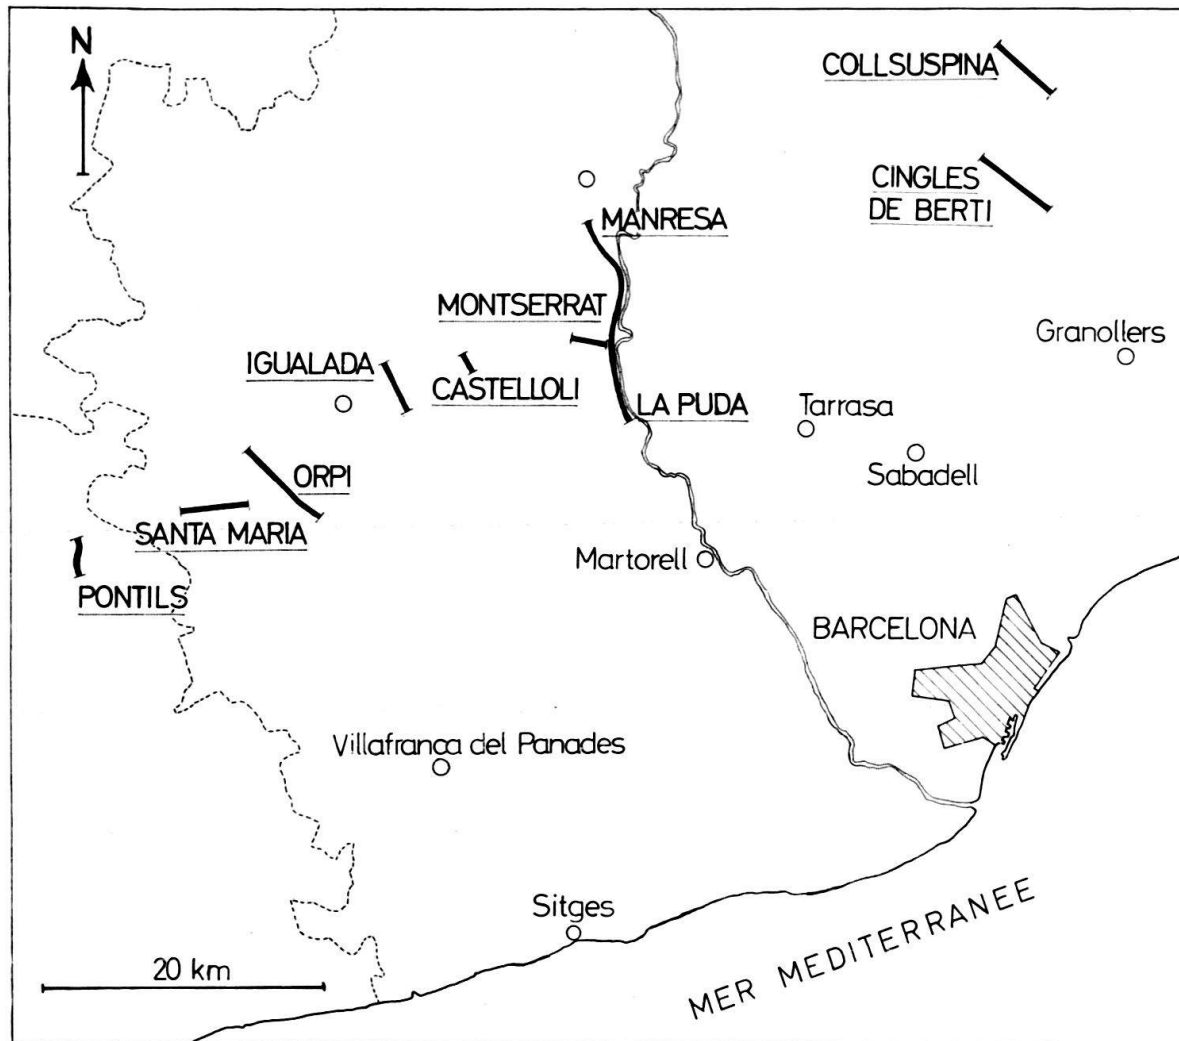 N
COLLSUSPINA
CINGLES
DE BERTI
MANRESA
MONTSERRAT
Granollers
IGUALADA
CASTELLOLI
LA PUDA
Tarrasa
Sabadell
ORPI
SANTA MARIA
Martorell
PONTILS
BARCELONA
Villafranca del Panades
Sitges
20 km
MER MEDITERRANEE